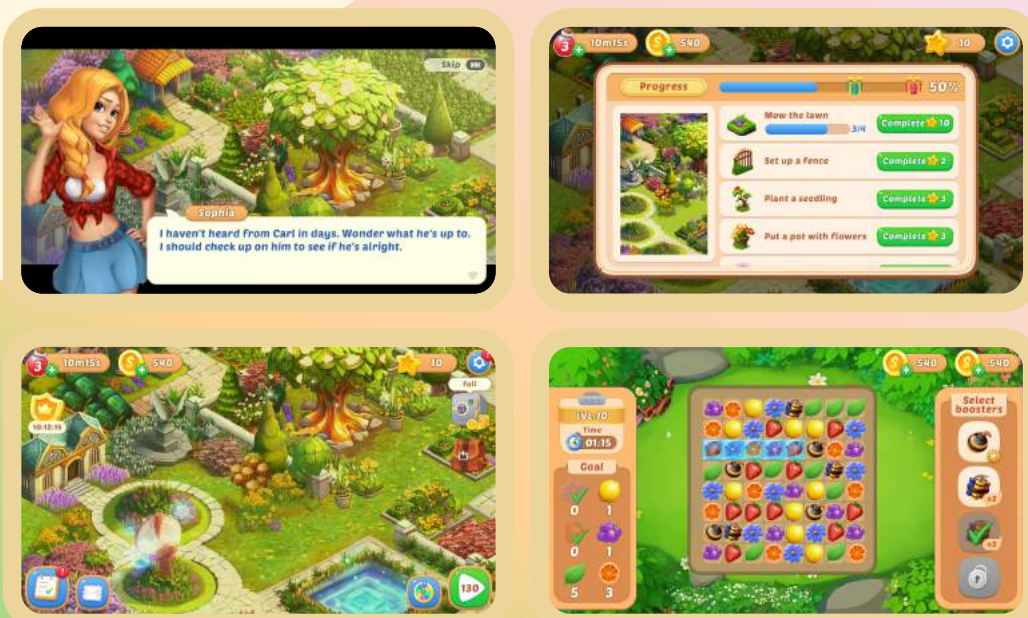 Skip
Sophia
I haven't heard from Carl in days. Wonder what he's up to.
I should check up on him to see if he's alright.
3
10m15s
540
10
Progress
50%
Mow the lawn
3/4
Complete 10
Set up a fence
Complete 2
Plant a seedling
Complete 3
Put a pot with flowers
Complete 3
3
10m15s
540
10
Full
10:12:15
130
540
540
LVL:10
Time
01:15
Goal
0
1
0
1
5
3
Select
boosters
x2
x2